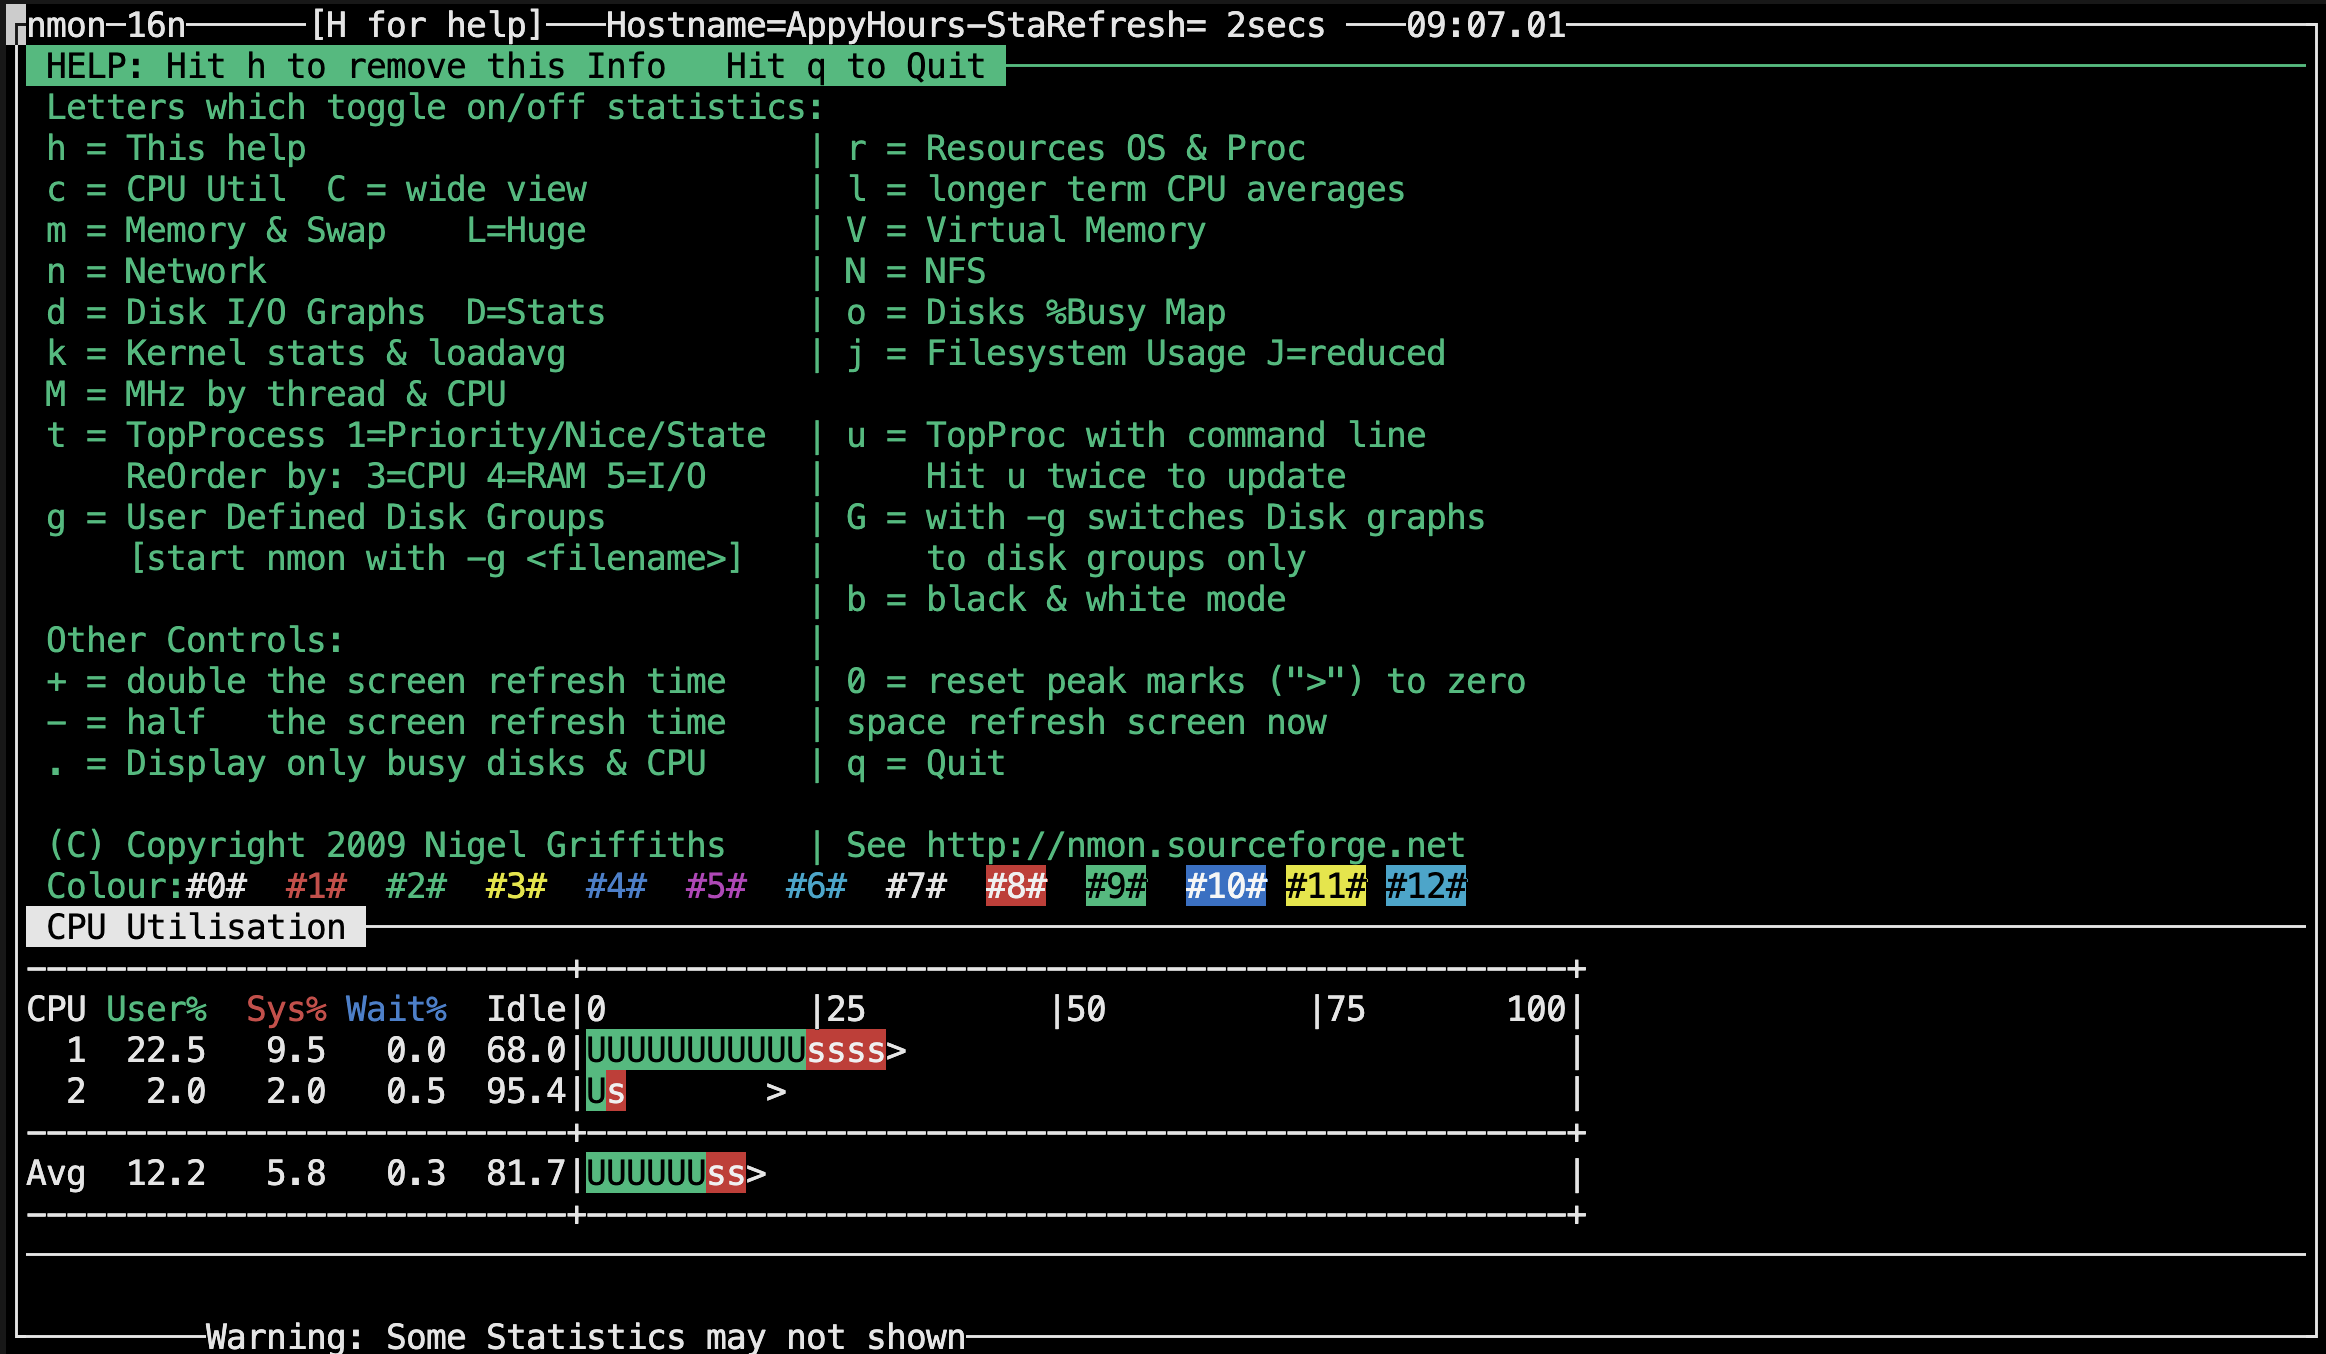 nmon─16n──────[H for help]───Hostname=AppyHours-StaRefresh= 2secs ───09:07.01
HELP: Hit h to remove this Info   Hit q to Quit
Letters which toggle on/off statistics:
h = This help                         | r = Resources OS & Proc
c = CPU Util  C = wide view           | l = longer term CPU averages
m = Memory & Swap    L=Huge           | V = Virtual Memory
n = Network                           | N = NFS
d = Disk I/O Graphs  D=Stats          | o = Disks %Busy Map
k = Kernel stats & loadavg            | j = Filesystem Usage J=reduced
M = MHz by thread & CPU
t = TopProcess 1=Priority/Nice/State  | u = TopProc with command line
    ReOrder by: 3=CPU 4=RAM 5=I/O     |     Hit u twice to update
g = User Defined Disk Groups          | G = with -g switches Disk graphs
    [start nmon with -g <filename>]   |     to disk groups only
                                      | b = black & white mode
Other Controls:                       |
+ = double the screen refresh time    | 0 = reset peak marks (">") to zero
- = half   the screen refresh time    | space refresh screen now
. = Display only busy disks & CPU     | q = Quit
(C) Copyright 2009 Nigel Griffiths    | See http://nmon.sourceforge.net
Colour:#0#  #1#  #2#  #3#  #4#  #5#  #6#  #7#  #8#  #9#  #10# #11# #12#
CPU Utilisation
---------------------------+-------------------------------------------------+
CPU User%  Sys% Wait%  Idle|0          |25         |50          |75       100|
  1  22.5   9.5   0.0  68.0|UUUUUUUUUUUssss>                                 |
  2   2.0   2.0   0.5  95.4|Us       >                                       |
---------------------------+-------------------------------------------------+
Avg  12.2   5.8   0.3  81.7|UUUUUUss>                                        |
---------------------------+-------------------------------------------------+
Warning: Some Statistics may not shown